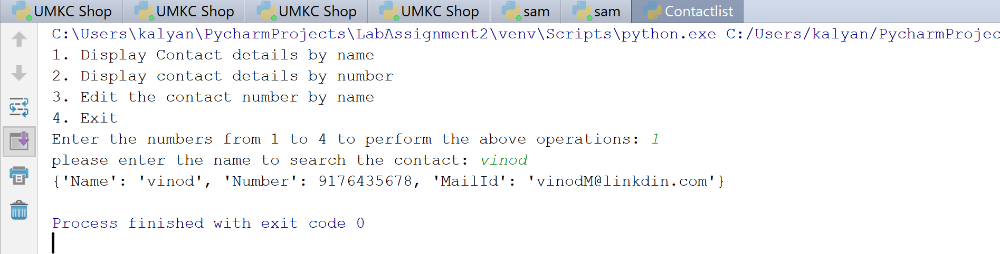 UMKC Shop UMKC Shop UMKC Shop UMKC Shop sam sam Contactlist
C:\Users\kalyan\PycharmProjects\LabAssignment2\venv\Scripts\python.exe C:/Users/kalyan/PycharmProjec
1. Display Contact details by name
2. Display contact details by number
3. Edit the contact number by name
4. Exit
Enter the numbers from 1 to 4 to perform the above operations: 1
please enter the name to search the contact: vinod
{'Name': 'vinod', 'Number': 9176435678, 'MailId': 'vinodM@linkdin.com'}
Process finished with exit code 0